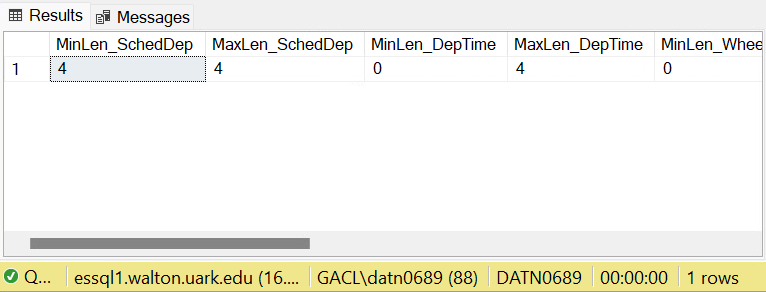 Results Messages
MinLen_SchedDep MaxLen_SchedDep MinLen_DepTime MaxLen_DepTime MinLen_Whee
1 4 4 0 4 0
Q... essql1.walton.uark.edu (16.... GACL\datn0689 (88) DATN0689 00:00:00 1 rows